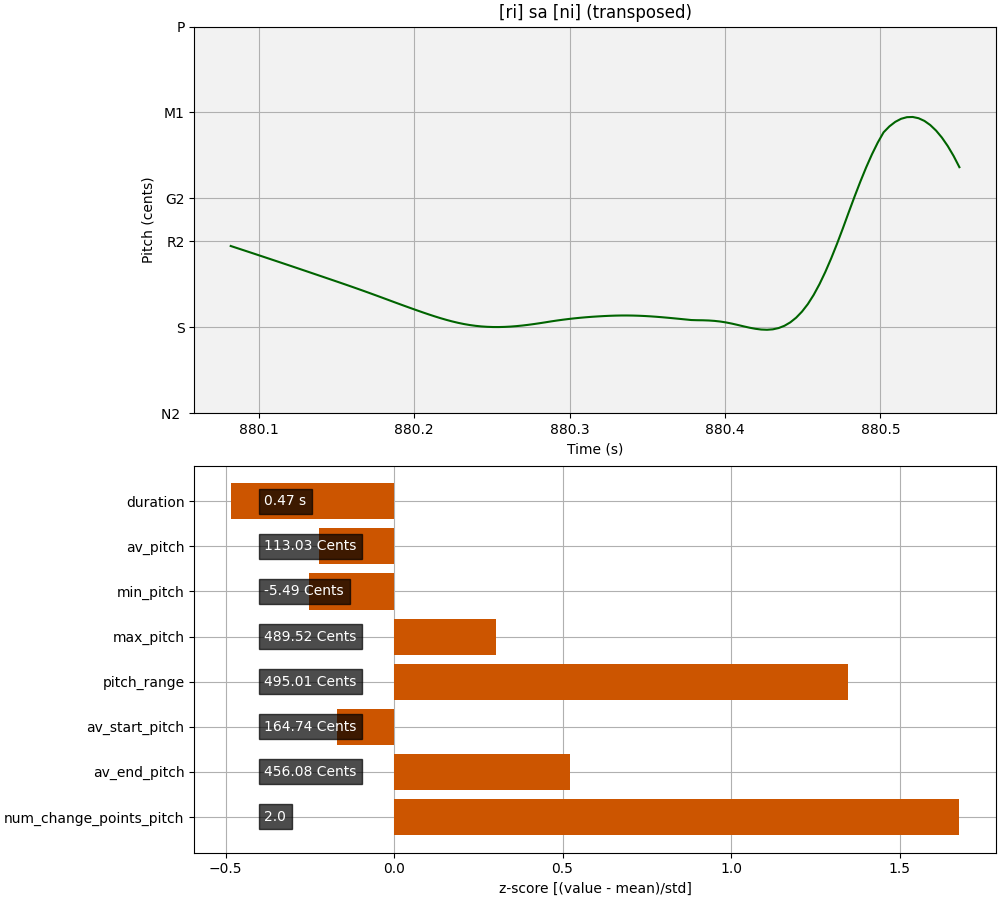 [ri] sa [ni] (transposed)
P
M1
G2
R2
S
N2
Pitch (cents)
880.1 880.2 880.3 880.4 880.5
Time (s)
duration 0.47 s
av_pitch 113.03 Cents
min_pitch -5.49 Cents
max_pitch 489.52 Cents
pitch_range 495.01 Cents
av_start_pitch 164.74 Cents
av_end_pitch 456.08 Cents
num_change_points_pitch 2.0
−0.5 0.0 0.5 1.0 1.5
z-score [(value - mean)/std]